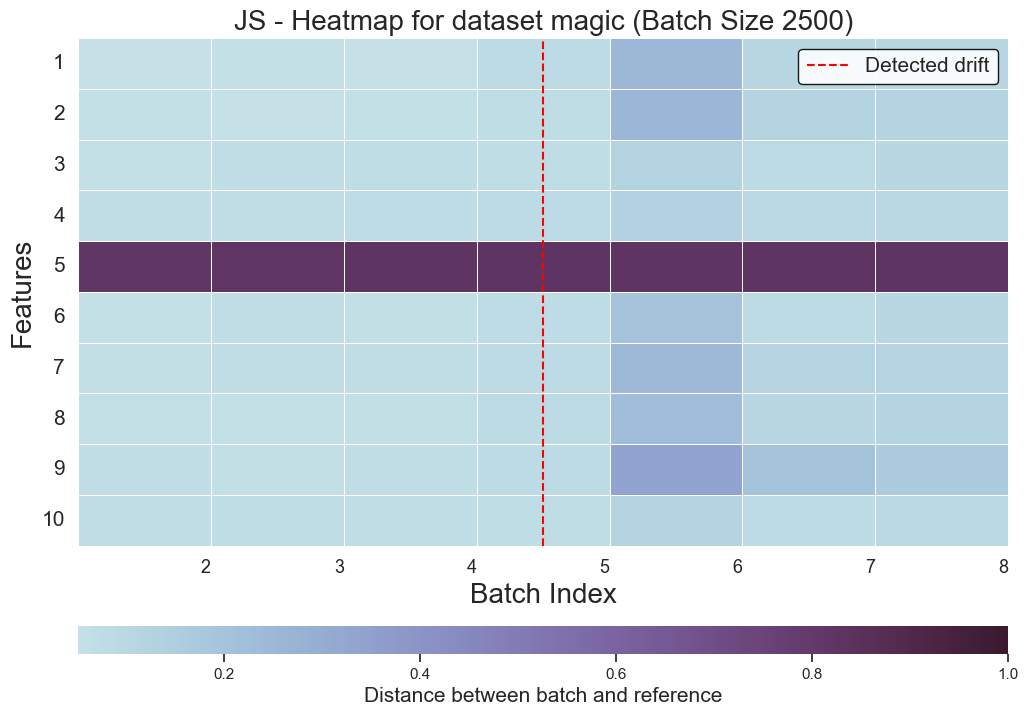 JS - Heatmap for dataset magic (Batch Size 2500)
Detected drift
Features
1
2
3
4
5
6
7
8
9
10
2 3 4 5 6 7 8
Batch Index
0.2 0.4 0.6 0.8 1.0
Distance between batch and reference